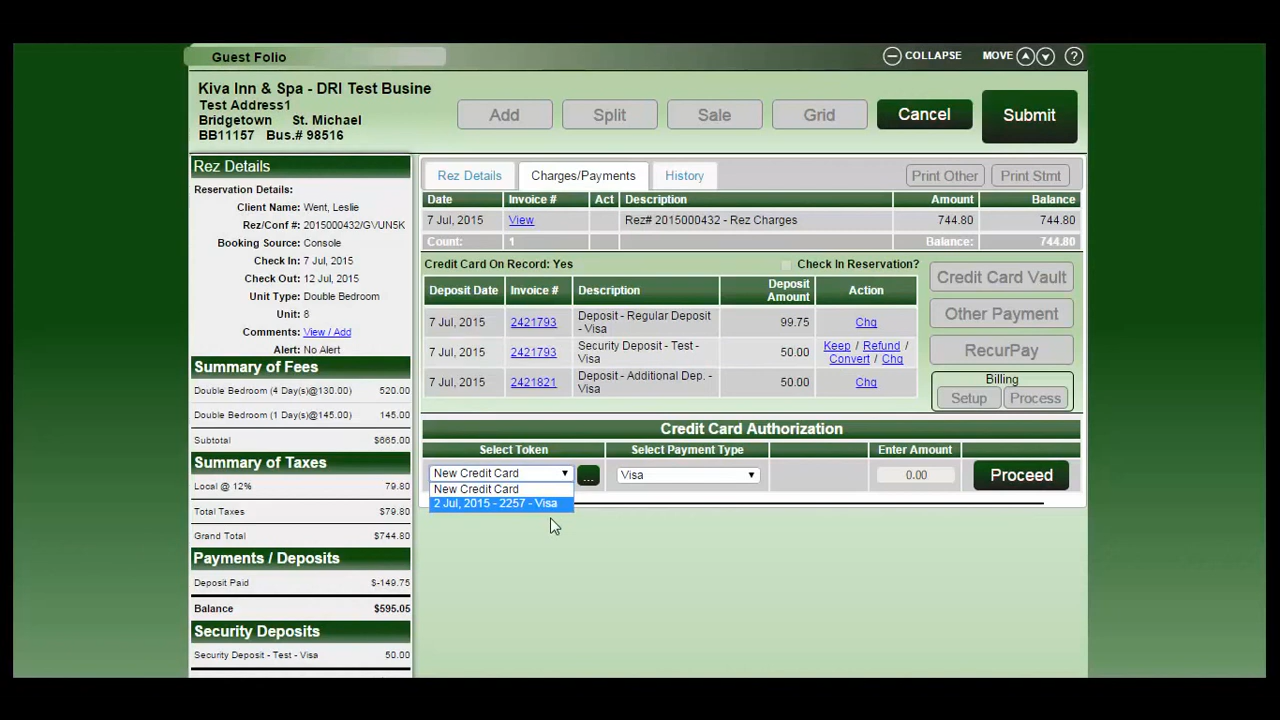 Guest Folio
COLLAPSE MOVE ?
Kiva Inn & Spa - DRI Test Busine
Test Address1
Bridgetown St. Michael
BB11157 Bus.# 98516
Add Split Sale Grid Cancel Submit
Rez Details
Reservation Details:
Client Name: Went, Leslie
Rez/Conf #: 2015000432/GVUN5K
Booking Source: Console
Check In: 7 Jul, 2015
Check Out: 12 Jul, 2015
Unit Type: Double Bedroom
Unit: 6
Comments: View / Add
Alert: No Alert
Summary of Fees
Double Bedroom (4 Day(s)@130.00) 520.00
Double Bedroom (1 Day(s)@145.00) 145.00
Subtotal $665.00
Summary of Taxes
Local @ 12% 79.80
Total Taxes $79.80
Grand Total $744.80
Payments / Deposits
Deposit Paid $-149.75
Balance $595.05
Security Deposits
Security Deposit - Test - Visa 50.00
Rez Details Charges/Payments History Print Other Print Stmt
Date Invoice # Act Description Amount Balance
7 Jul, 2015 View Rez# 2015000432 - Rez Charges 744.80 744.80
Count: 1 Balance: 744.80
Credit Card On Record: Yes Check In Reservation?
Deposit Date Invoice # Description Deposit Amount Action
7 Jul, 2015 2421793 Deposit - Regular Deposit - Visa 99.75 Chg
7 Jul, 2015 2421793 Security Deposit - Test - Visa 50.00 Keep / Refund / Convert / Chg
7 Jul, 2015 2421821 Deposit - Additional Dep. - Visa 50.00 Chg
Credit Card Vault
Other Payment
RecurPay
Billing
Setup Process
Credit Card Authorization
Select Token Select Payment Type Enter Amount
New Credit Card ... Visa 0.00 Proceed
New Credit Card
2 Jul, 2015 - 2257 - Visa